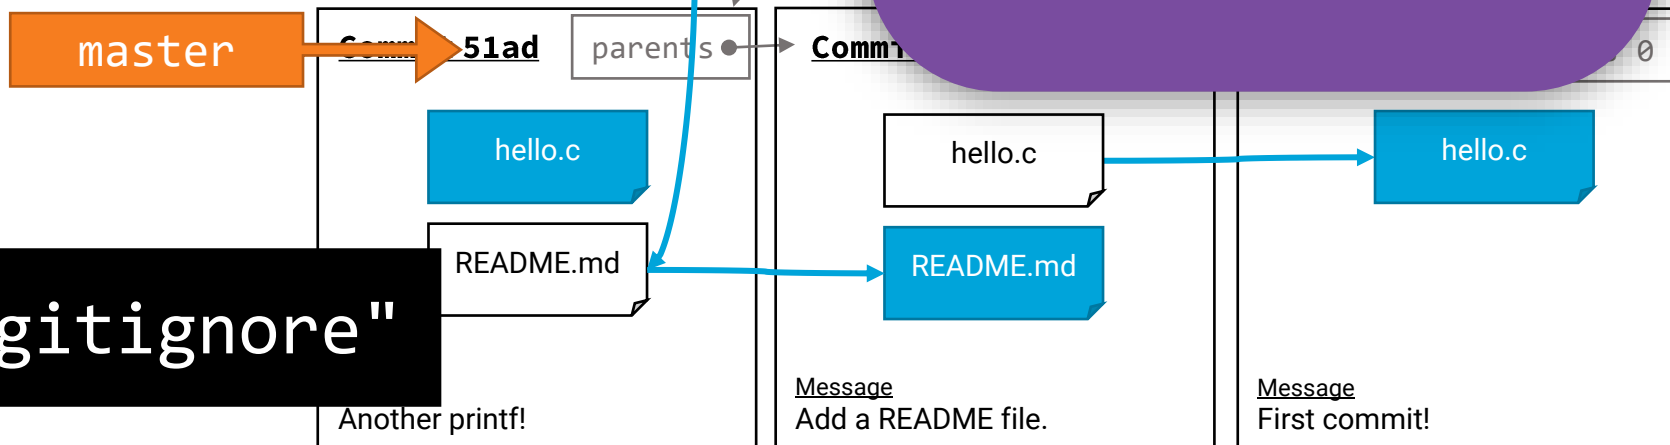 master
51ad
parents
0
hello.c
hello.c
hello.c
README.md
README.md
gitignore"
Message
Message
Another printf!
Add a README file.
First commit!